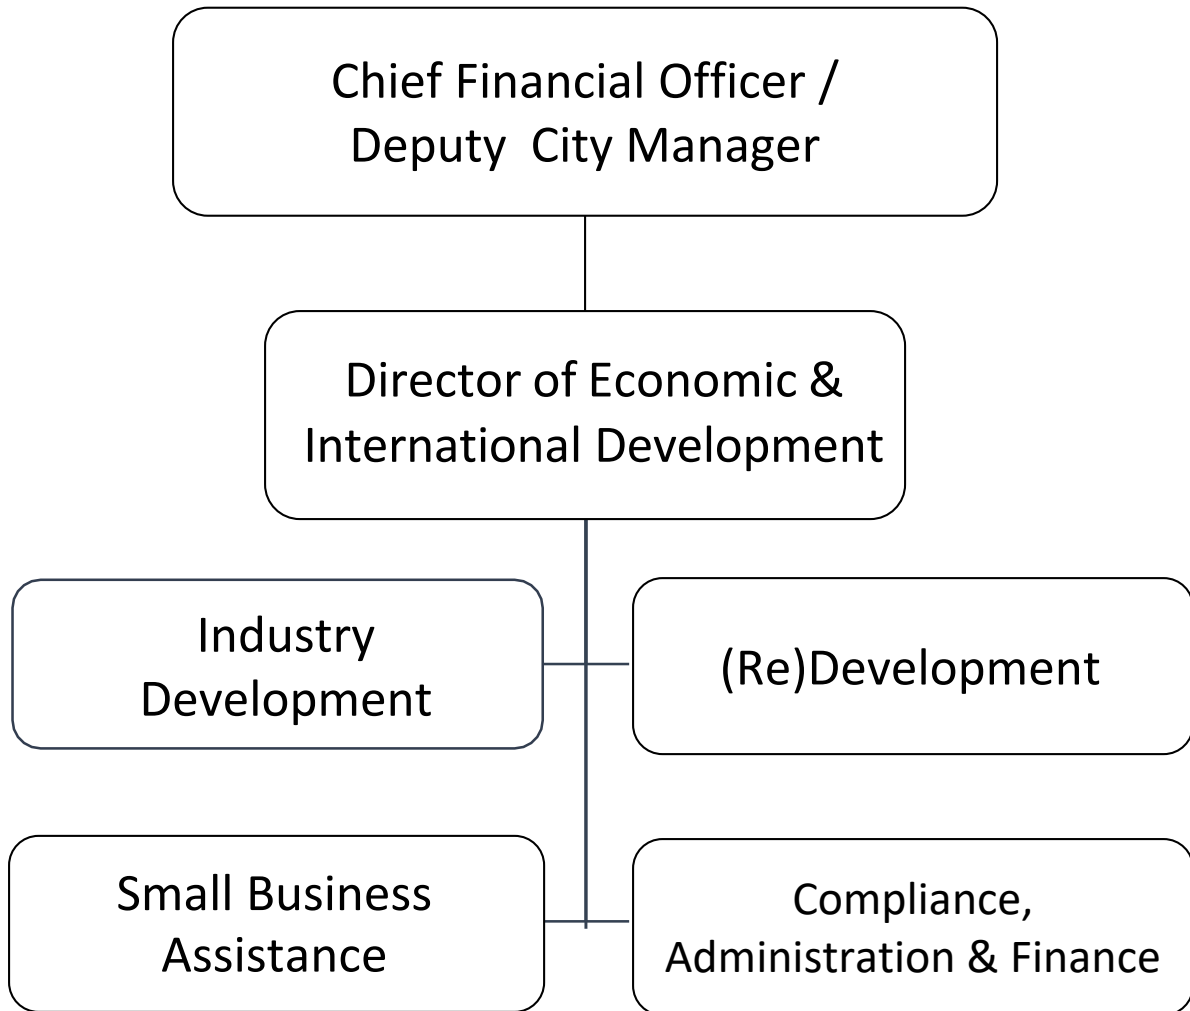 Chief Financial Officer /
Deputy City Manager
Director of Economic &
International Development
Industry
Development
(Re)Development
Small Business
Assistance
Compliance,
Administration & Finance